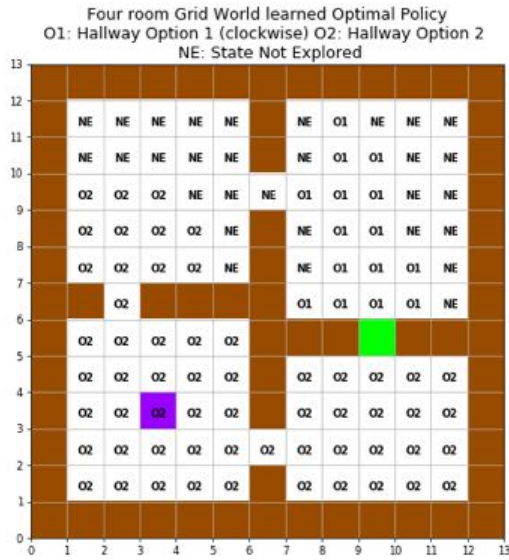 Four room Grid World learned Optimal Policy
O1: Hallway Option 1 (clockwise) O2: Hallway Option 2
NE: State Not Explored
13
12
NE NE NE NE NE NE O1 NE NE NE
11
NE NE NE NE NE NE O1 O1 NE NE
10
O2 O2 O2 NE NE NE O1 O1 O1 NE NE
9
O2 O2 O2 O2 NE NE O1 O1 NE NE
8
O2 O2 O2 O2 NE NE O1 O1 O1 NE
7
O2 O1 O1 O1 O1 NE
6
O2 O2 O2 O2 O2
5
O2 O2 O2 O2 O2 O2 O2 O2 O2 O2
4
O2 O2 O2 O2 O2 O2 O2 O2 O2 O2
3
O2 O2 O2 O2 O2 O2 O2 O2 O2 O2 O2
2
O2 O2 O2 O2 O2 O2 O2 O2 O2 O2
1
0
0 1 2 3 4 5 6 7 8 9 10 11 12 13